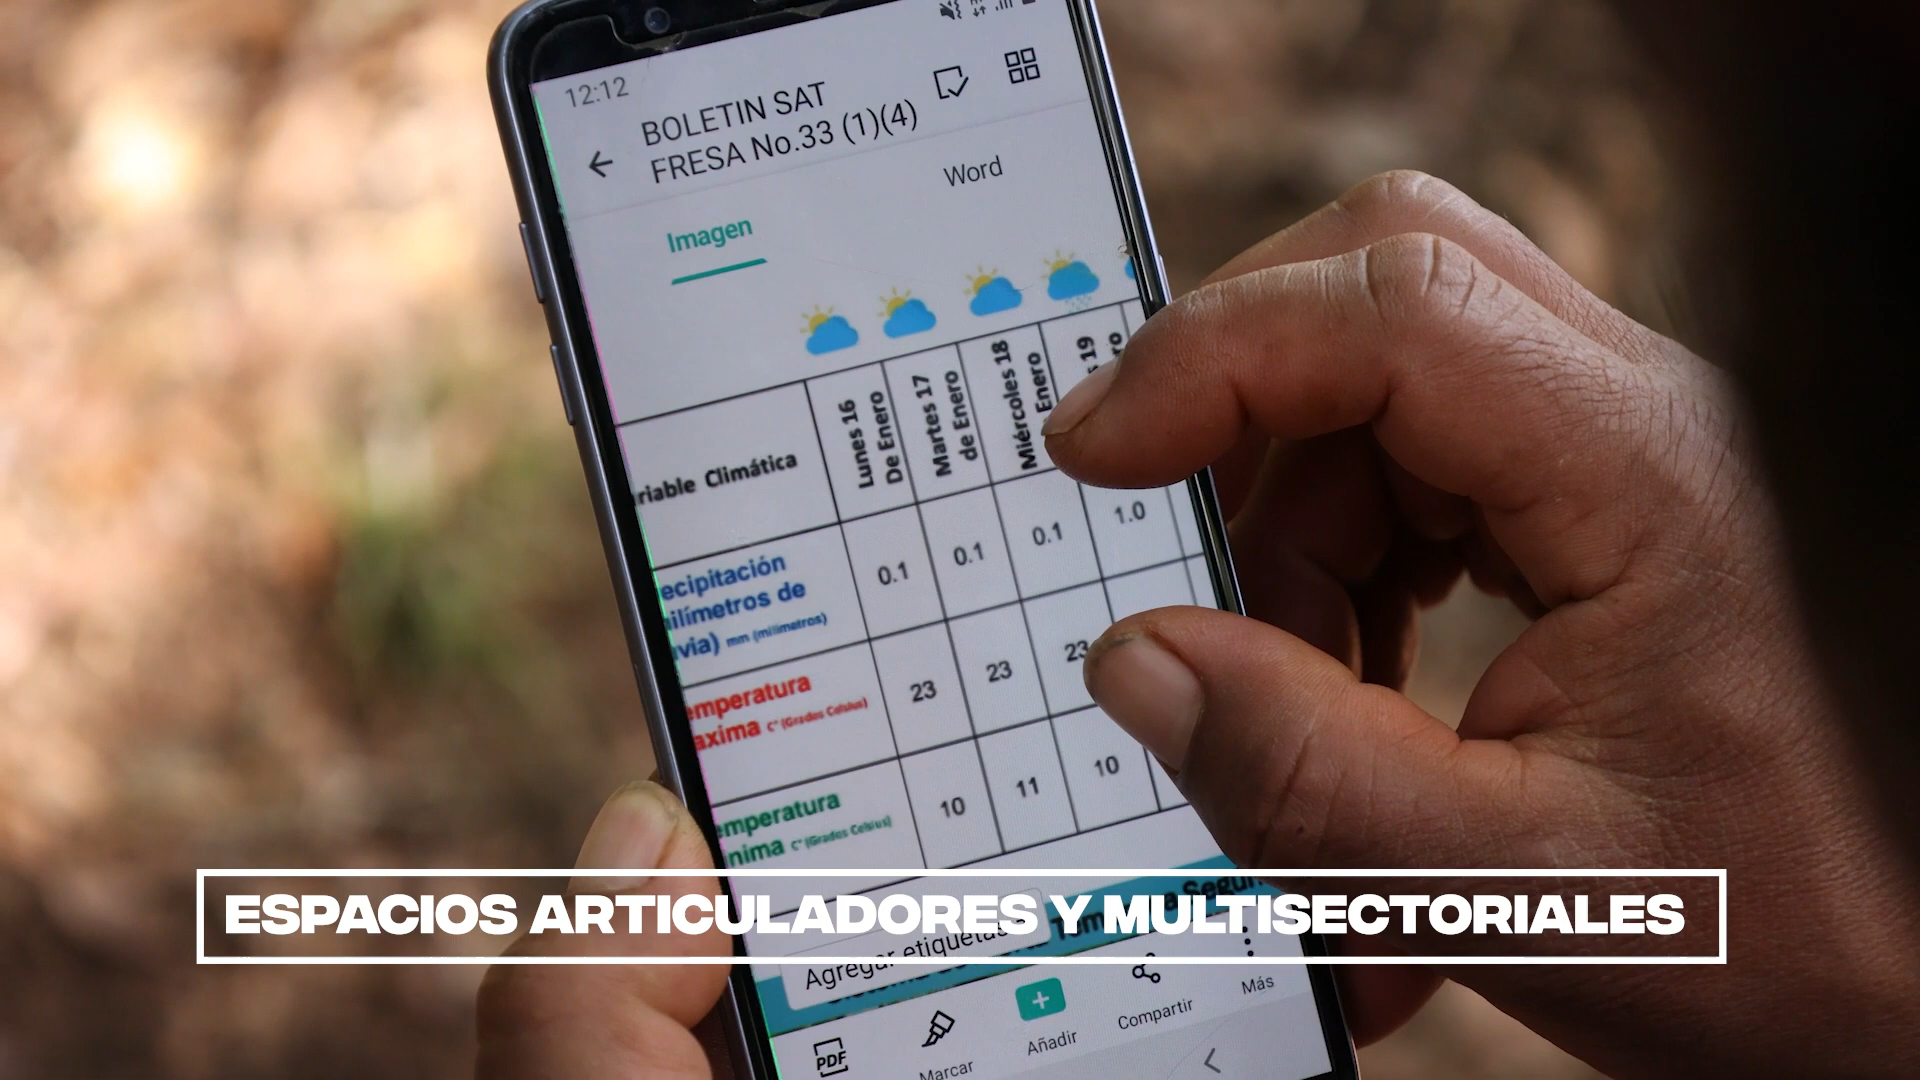 12:12
BOLETIN SAT
FRESA No.33 (1)(4)
Imagen
Word
Lunes 16
De Enero
Martes 17
de Enero
Miércoles 18
Enero
19
riable Climática
ecipitación
ilímetros de
via) mm (milímetros)
0.1
0.1
0.1
1.0
emperatura
axima C° (Grados Celsius)
23
23
23
emperatura
nima C° (Grados Celsius)
10
11
10
ESPACIOS ARTICULADORES Y MULTISECTORIALES
Agregar etiquetas
PDF
Marcar
Añadir
Compartir
Más